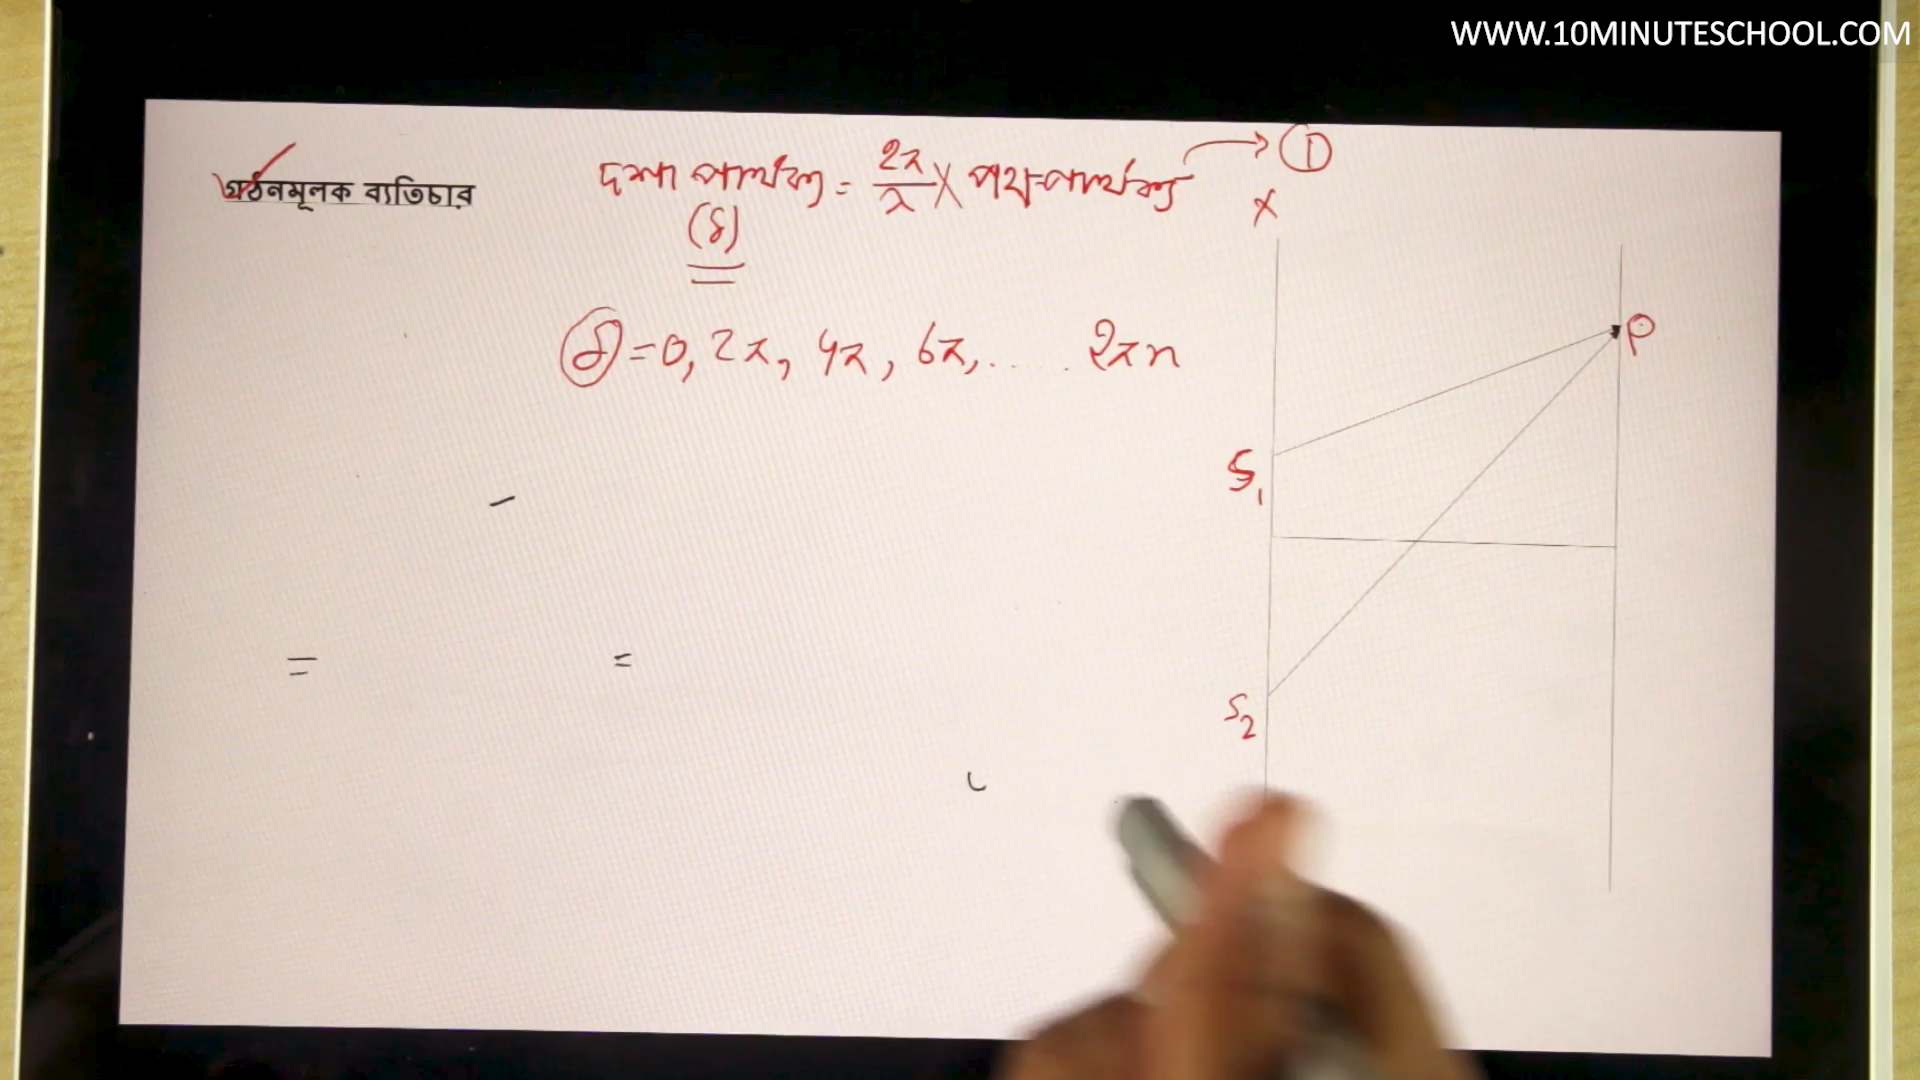 WWW.10MINUTESCHOOL.COM
গঠনমূলক ব্যতিচার
দশা পার্থক্য = 2π/λ × পথ-পার্থক্য → ①
(δ)
x
δ = 0, 2π, 4π, 6π, .... 2πn
P
S₁
S₂